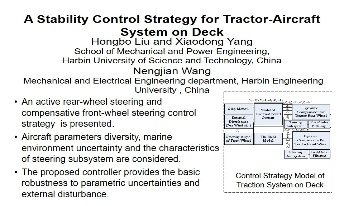 A Stability Control Strategy for Tractor-Aircraft
System on Deck
Hongbo Liu and Xiaodong Yang
School of Mechanical and Power Engineering,
Harbin University of Science and Technology, China
Nengjian Wang
Mechanical and Electrical Engineering department, Harbin Engineering
University , China
• An active rear-wheel steering and
compensative front-wheel steering control
strategy is presented.
• Aircraft parameters diversity, marine
environment uncertainty and the characteristics
of steering subsystem are considered.
• The proposed controller provides the basic
robustness to parametric uncertainties and
external disturbance.
Control Strategy Model of
Traction System on Deck